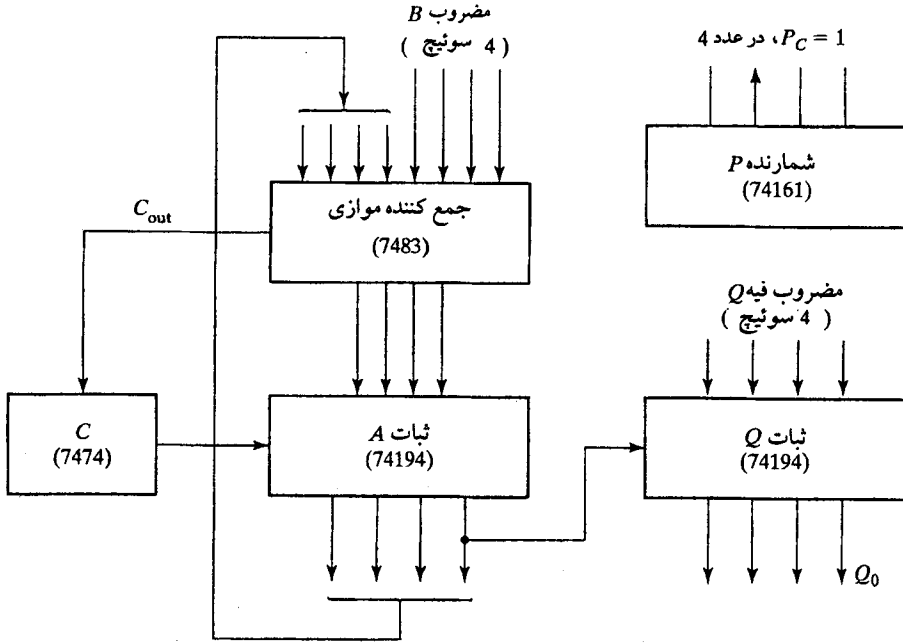 مضروب B
( 4 سوئیچ )
P_C = 1، در عدد 4
شمارنده P
(74161)
جمع کننده موازی
(7483)
C_out
مضروب فیه Q
( 4 سوئیچ )
C
(7474)
ثبات A
(74194)
ثبات Q
(74194)
Q_0